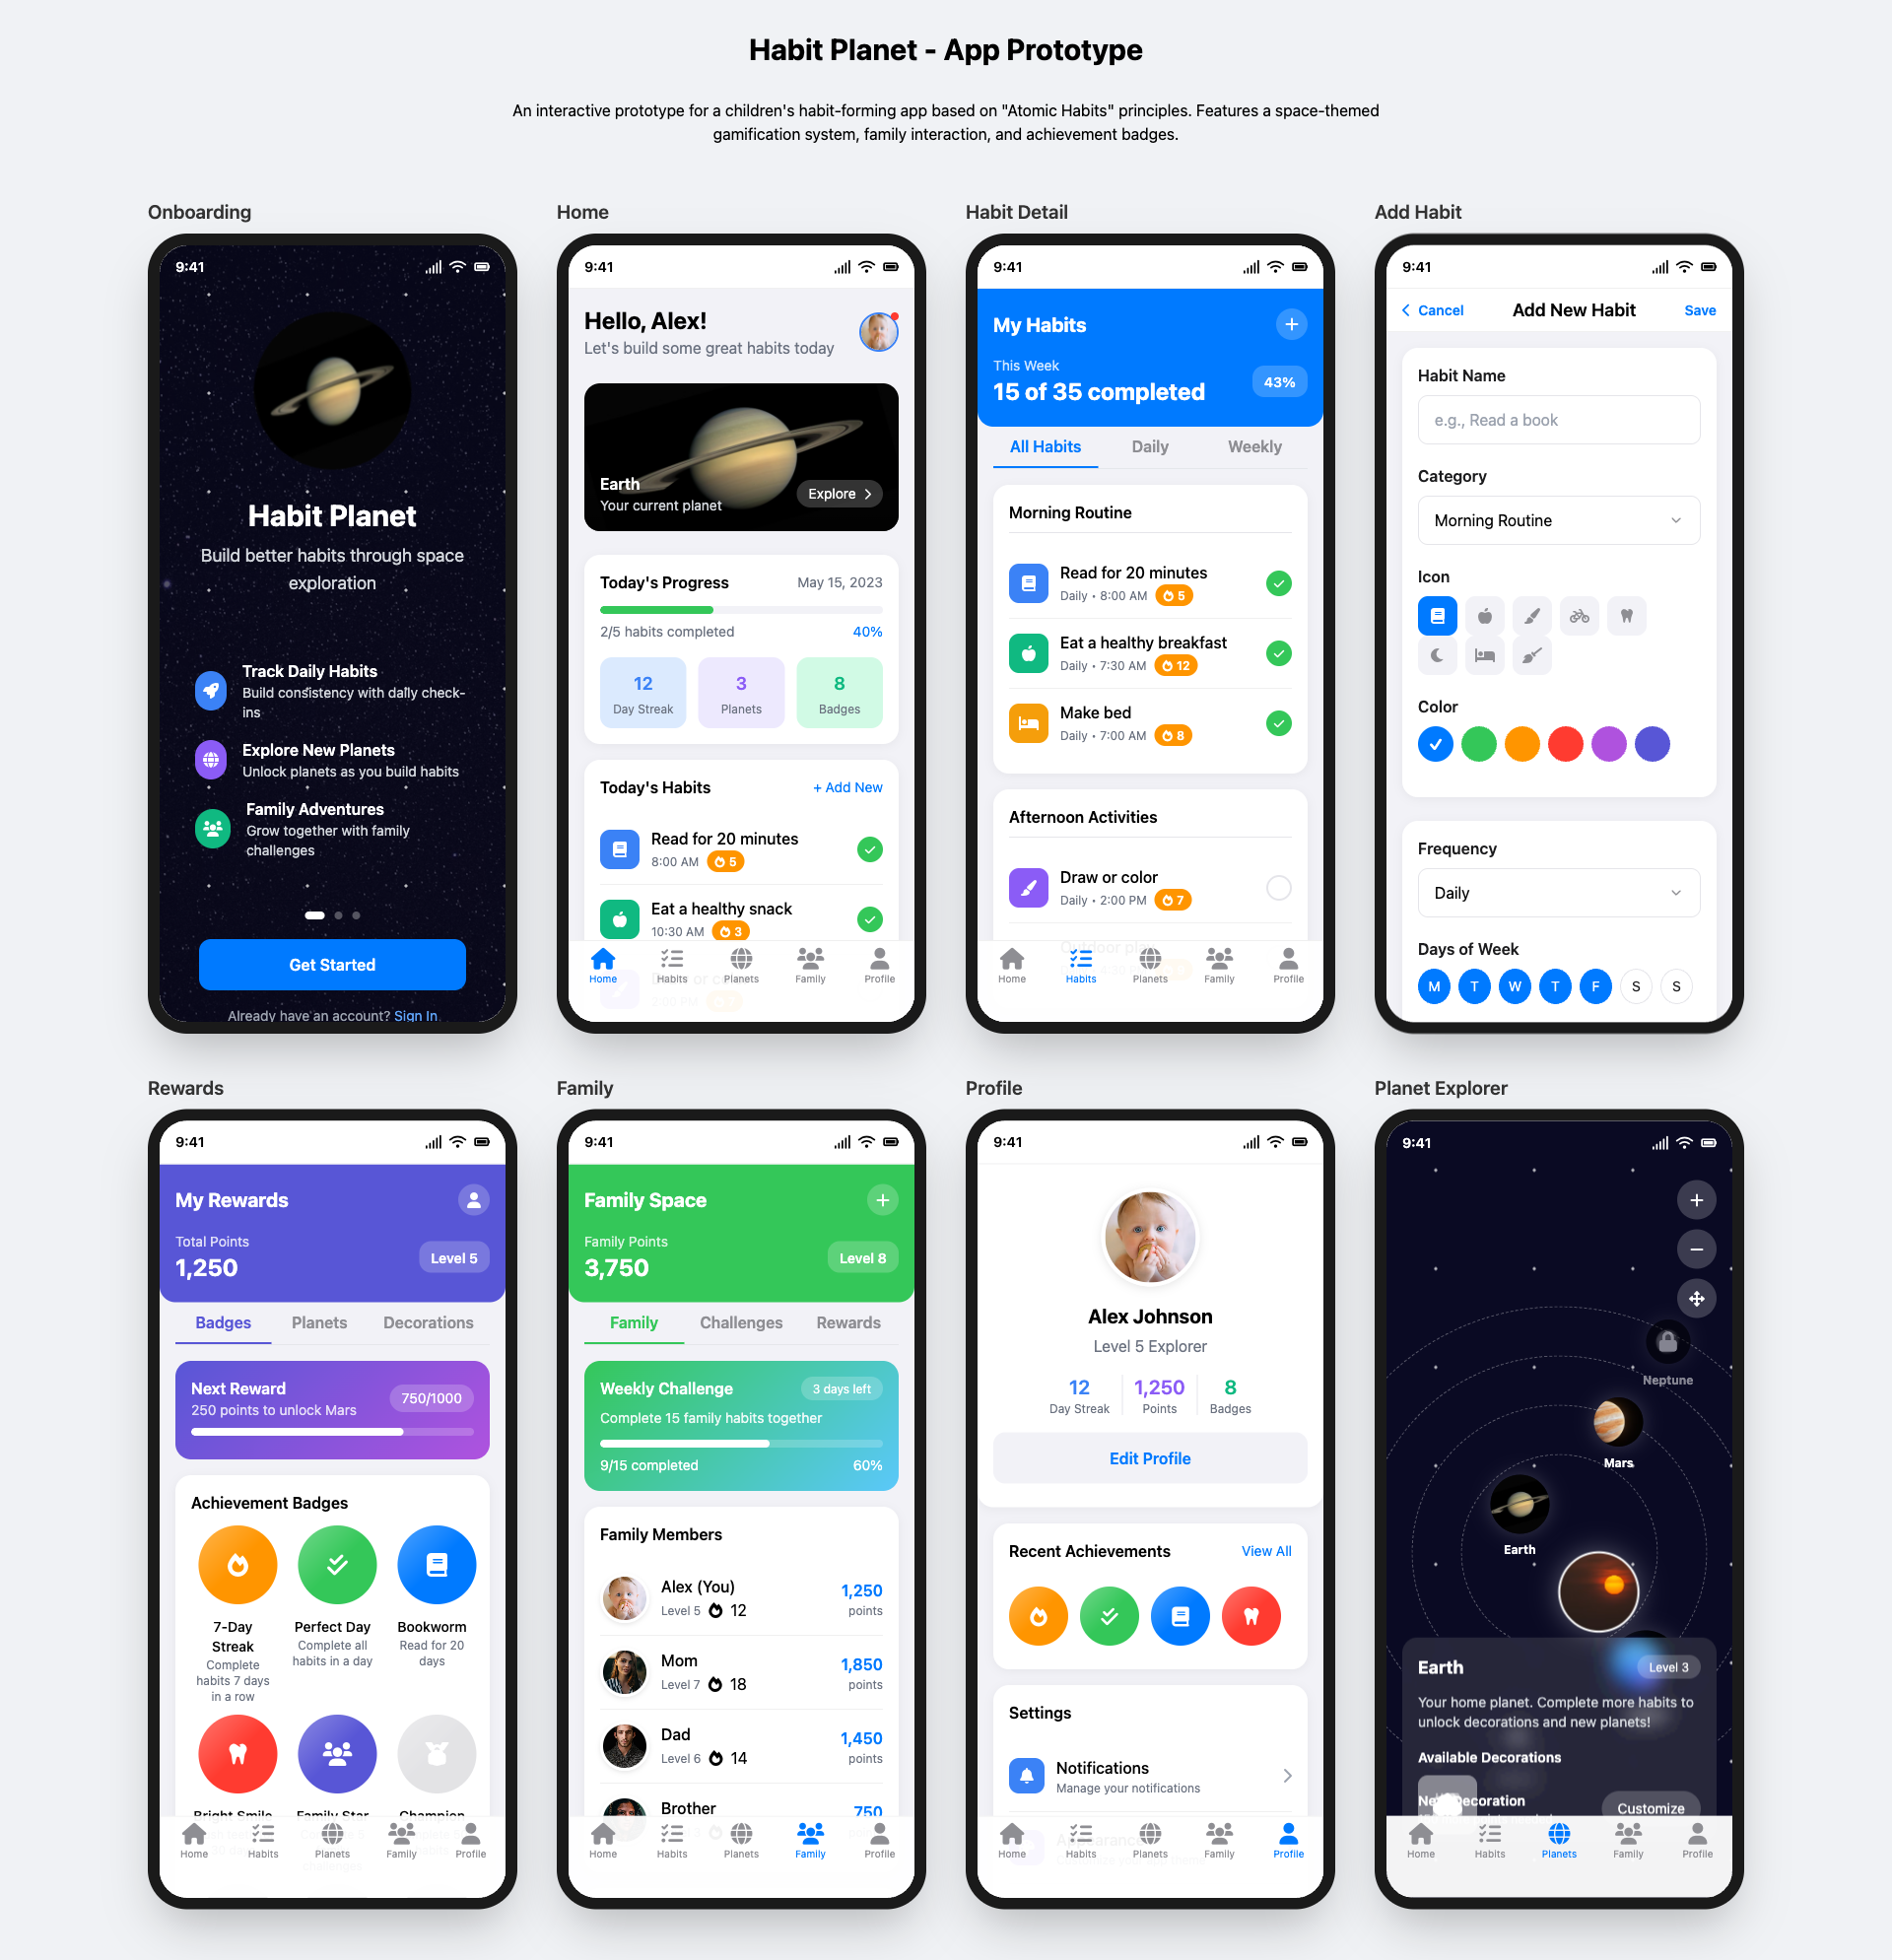 Habit Planet - App Prototype
An interactive prototype for a children's habit-forming app based on "Atomic Habits" principles. Features a space-themed
gamification system, family interaction, and achievement badges.
Onboarding
9:41
Habit Planet
Build better habits through space
exploration
Track Daily Habits
Build consistency with daily check-
ins
Explore New Planets
Unlock planets as you build habits
Family Adventures
Grow together with family
challenges
Get Started
Already have an account? Sign In
Home
9:41
Hello, Alex!
Let's build some great habits today
Earth
Your current planet
Explore
Today's Progress
May 15, 2023
2/5 habits completed
40%
12
Day Streak
3
Planets
8
Badges
Today's Habits
+ Add New
Read for 20 minutes
8:00 AM
5
Eat a healthy snack
10:30 AM
3
Home
Habits
Planets
Family
Profile
Habit Detail
9:41
My Habits
This Week
15 of 35 completed
43%
All Habits
Daily
Weekly
Morning Routine
Read for 20 minutes
Daily • 8:00 AM
5
Eat a healthy breakfast
Daily • 7:30 AM
12
Make bed
Daily • 7:00 AM
8
Afternoon Activities
Draw or color
Daily • 2:00 PM
7
Outdoor play
Home
Habits
Planets
Family
Profile
Add Habit
9:41
Cancel
Add New Habit
Save
Habit Name
e.g., Read a book
Category
Morning Routine
Icon
Color
Frequency
Daily
Days of Week
M
T
W
T
F
S
S
Rewards
9:41
My Rewards
Total Points
1,250
Level 5
Badges
Planets
Decorations
Next Reward
250 points to unlock Mars
750/1000
Achievement Badges
7-Day
Streak
Complete
habits 7 days
in a row
Perfect Day
Complete all
habits in a day
Bookworm
Read for 20
days
Bright Smile
Family Star
Champion
Home
Habits
Planets
Family
Profile
Family
9:41
Family Space
Family Points
3,750
Level 8
Family
Challenges
Rewards
Weekly Challenge
3 days left
Complete 15 family habits together
9/15 completed
60%
Family Members
Alex (You)
Level 5
12
1,250
points
Mom
Level 7
18
1,850
points
Dad
Level 6
14
1,450
points
Brother
750
Home
Habits
Planets
Family
Profile
Profile
9:41
Alex Johnson
Level 5 Explorer
12
Day Streak
1,250
Points
8
Badges
Edit Profile
Recent Achievements
View All
Settings
Notifications
Manage your notifications
Appearance
Home
Habits
Planets
Family
Profile
Planet Explorer
9:41
Neptune
Mars
Earth
Earth
Level 3
Your home planet. Complete more habits to
unlock decorations and new planets!
Available Decorations
New Decoration
Customize
Home
Habits
Planets
Family
Profile